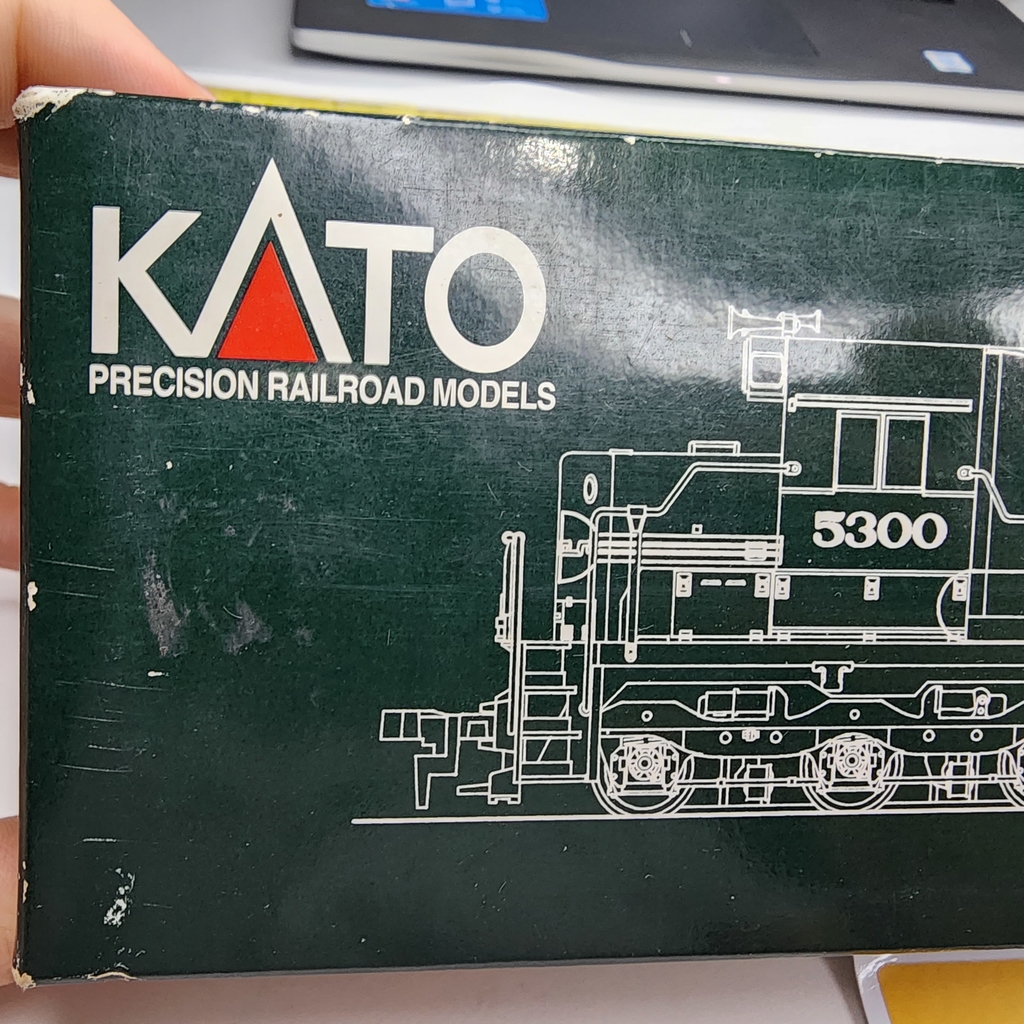 KATO
PRECISION RAILROAD MODELS
5300